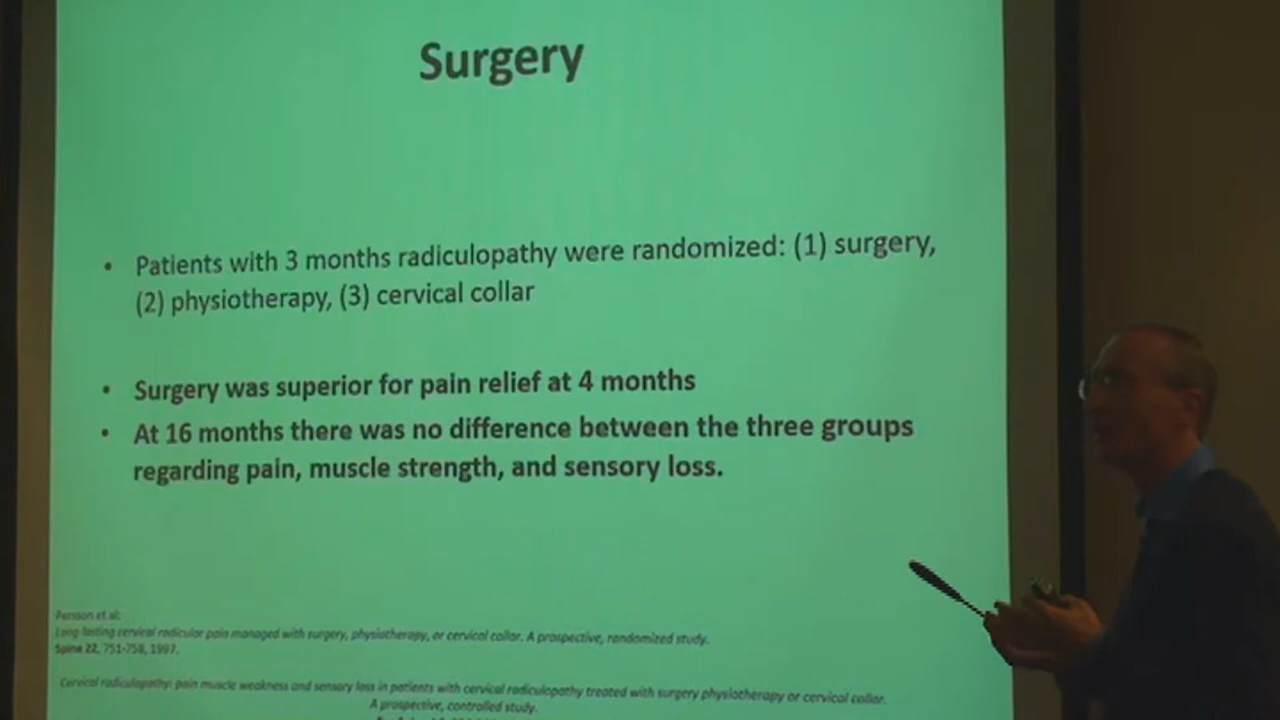 Surgery
• Patients with 3 months radiculopathy were randomized: (1) surgery,
(2) physiotherapy, (3) cervical collar
• Surgery was superior for pain relief at 4 months
• At 16 months there was no difference between the three groups
regarding pain, muscle strength, and sensory loss.
Persson et al:
Long-lasting cervical radicular pain managed with surgery, physiotherapy, or cervical collar. A prospective, randomized study.
Spine 22, 751-758, 1997.
Cervical radiculopathy: pain muscle weakness and sensory loss in patients with cervical radiculopathy treated with surgery physiotherapy or cervical collar.
A prospective, controlled study.